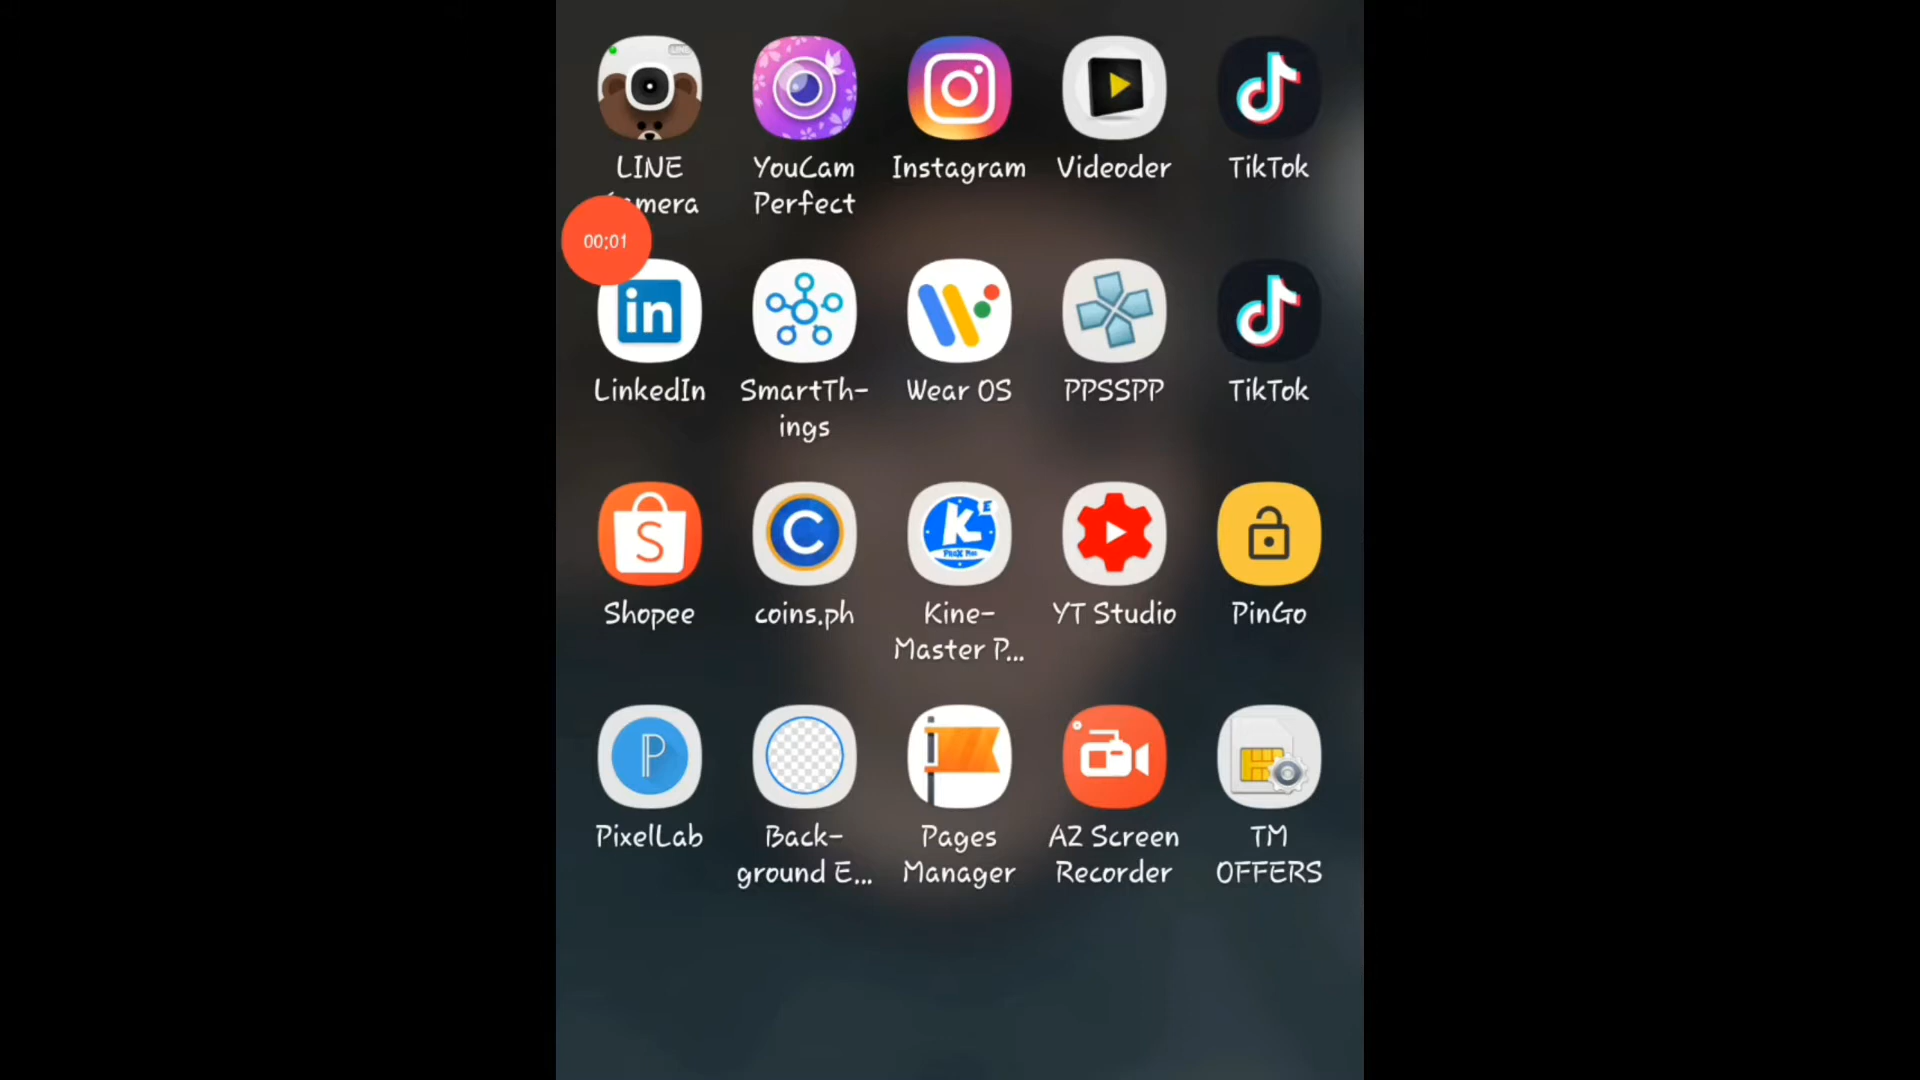 LINE YouCam Instagram Videoder TikTok
Camera Perfect
00:01
LinkedIn SmartTh- Wear OS PPSSPP TikTok
ings
Shopee coins.ph Kine- YT Studio PinGo
Master P...
PixelLab Back- Pages AZ Screen TM
ground E... Manager Recorder OFFERS